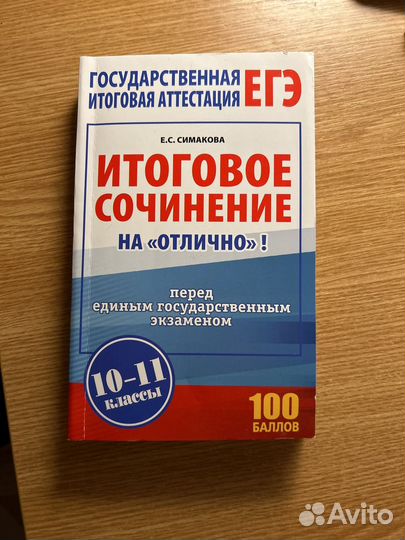 ГОСУДАРСТВЕННАЯ
ИТОГОВАЯ АТТЕСТАЦИЯ ЕГЭ
Е.С. СИМАКОВА
ИТОГОВОЕ
СОЧИНЕНИЕ
НА «ОТЛИЧНО» !
перед
единым государственным
экзаменом
10–11
классы
100
БАЛЛОВ
Avito